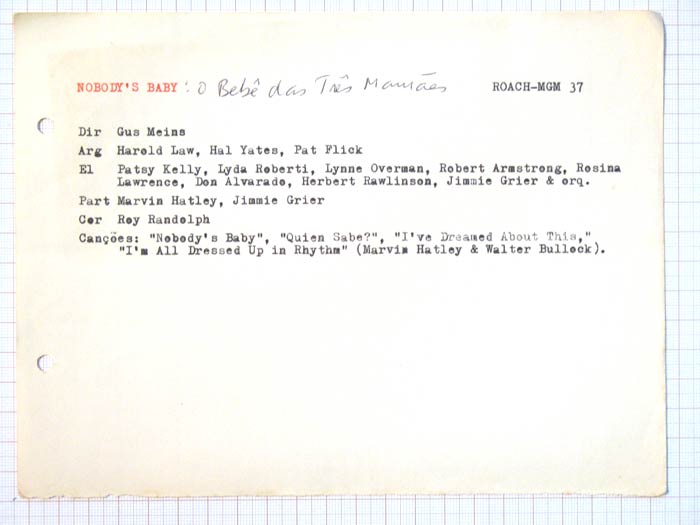 NOBODY'S BABY : O Bebê das Três Mamães ROACH-MGM 37
Dir Gus Meins
Arg Harold Law, Hal Yates, Pat Flick
El Patsy Kelly, Lyda Roberti, Lynne Overman, Robert Armstrong, Rosina
Lawrence, Don Alvarado, Herbert Rawlinson, Jimmie Grier & orq.
Part Marvin Hatley, Jimmie Grier
Cor Roy Randolph
Canções: "Nobody's Baby", "Quien Sabe?", "I've Dreamed About This,"
"I'm All Dressed Up in Rhythm" (Marvin Hatley & Walter Bullock).